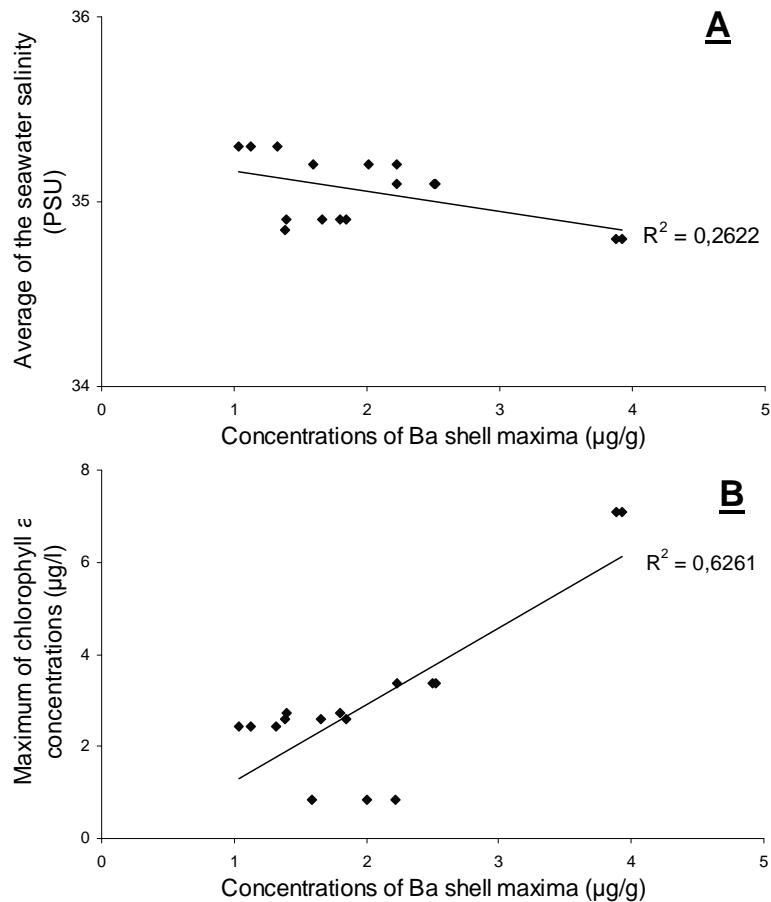 A
36
35
34
0
1
2
3
4
5
Average of the seawater salinity
(PSU)
R² = 0,2622
Concentrations of Ba shell maxima (µg/g)
B
8
6
4
2
0
0
1
2
3
4
5
Maximum of chlorophyll ε
concentrations (µg/l)
R² = 0,6261
Concentrations of Ba shell maxima (µg/g)